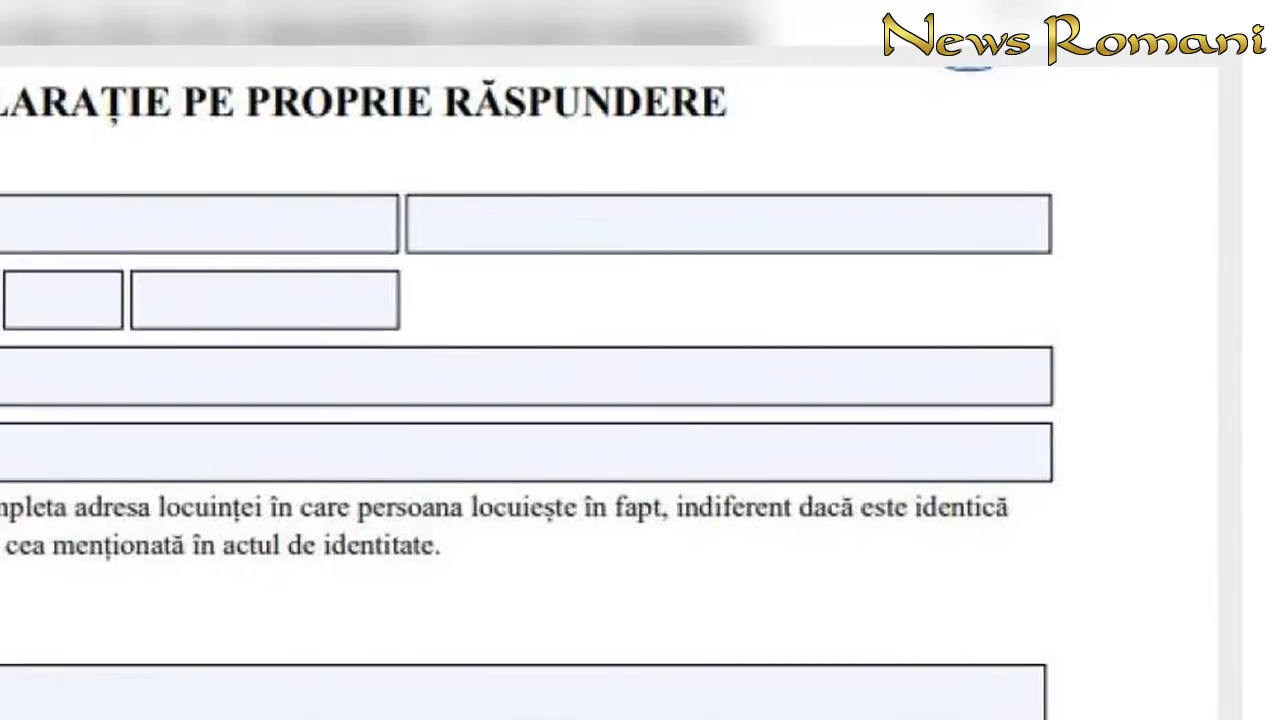 News Romani
LARAȚIE PE PROPRIE RĂSPUNDERE
mpleta adresa locuinței în care persoana locuiește în fapt, indiferent dacă este identică
cea menționată în actul de identitate.